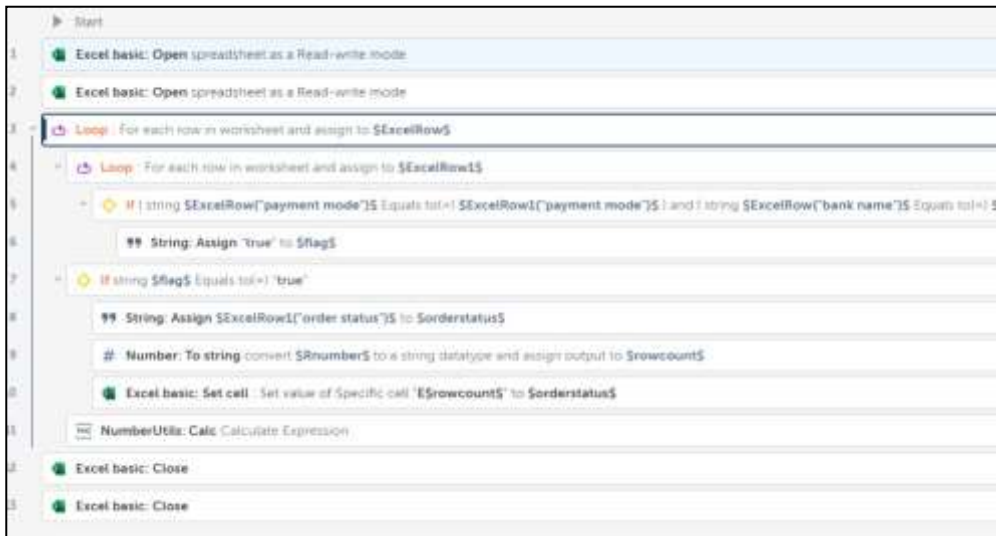 Start
1 Excel basic: Open spreadsheet as a Read-write mode
2 Excel basic: Open spreadsheet as a Read-write mode
3 Loop : For each row in worksheet and assign to $ExcelRow$
4 Loop : For each row in worksheet and assign to $ExcelRow1$
5 If ( string $ExcelRow("payment mode")$ Equals to(=) $ExcelRow1("payment mode")$ ) and ( string $ExcelRow("bank name")$ Equals to(=) $
6 String: Assign "true" to $flag$
7 If string $flag$ Equals to(=) "true"
8 String: Assign $ExcelRow1("order status")$ to $orderstatus$
9 # Number: To string convert $Rnumber$ to a string datatype and assign output to $rowcount$
0 Excel basic: Set cell : Set value of Specific cell "E$rowcount$" to $orderstatus$
1 NumberUtils: Calc Calculate Expression
2 Excel basic: Close
3 Excel basic: Close